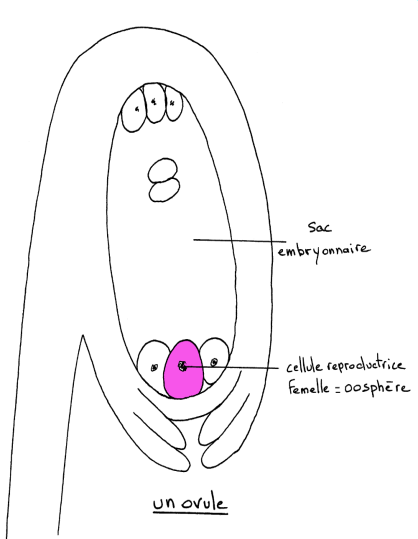 sac
embryonnaire
cellule reproductrice
femelle = oosphère
un ovule